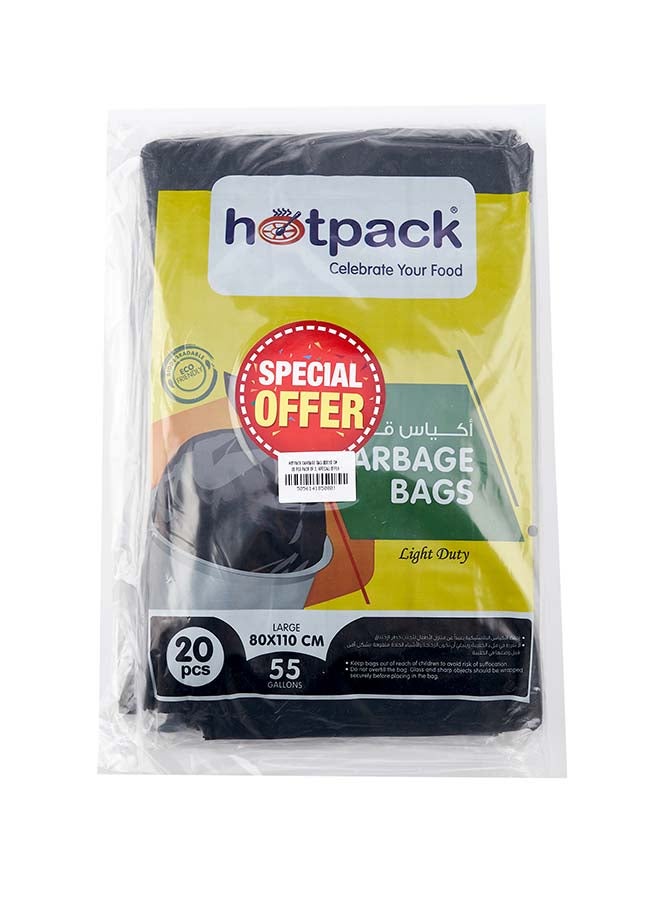 hotpack®
Celebrate Your Food
BIODEGRADABLE
ECO
FRIENDLY
SPECIAL
OFFER
أكياس قـ
ARBAGE
BAGS
5056141850881
Light Duty
20
pcs
LARGE
80X110 CM
55
GALLONS
• Keep bags out of reach of children to avoid risk of suffocation.
• Do not overfill the bag. Glass and sharp objects should be wrapped
securely before placing in the bag.